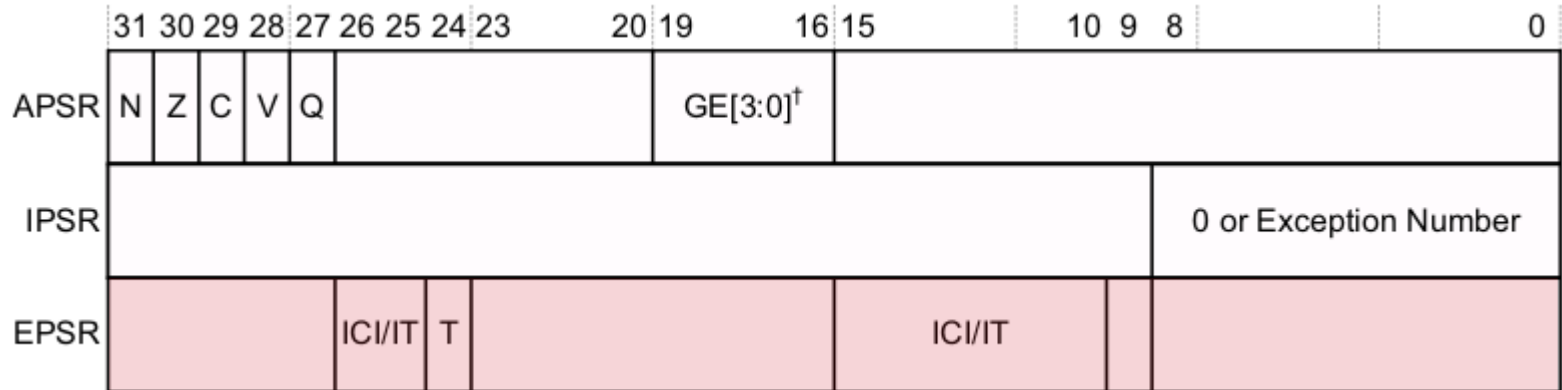 31 30 29 28 27 26 25 24 23 20 19 16 15 10 9 8 0
APSR N Z C V Q GE[3:0]†
IPSR 0 or Exception Number
EPSR ICI/IT T ICI/IT